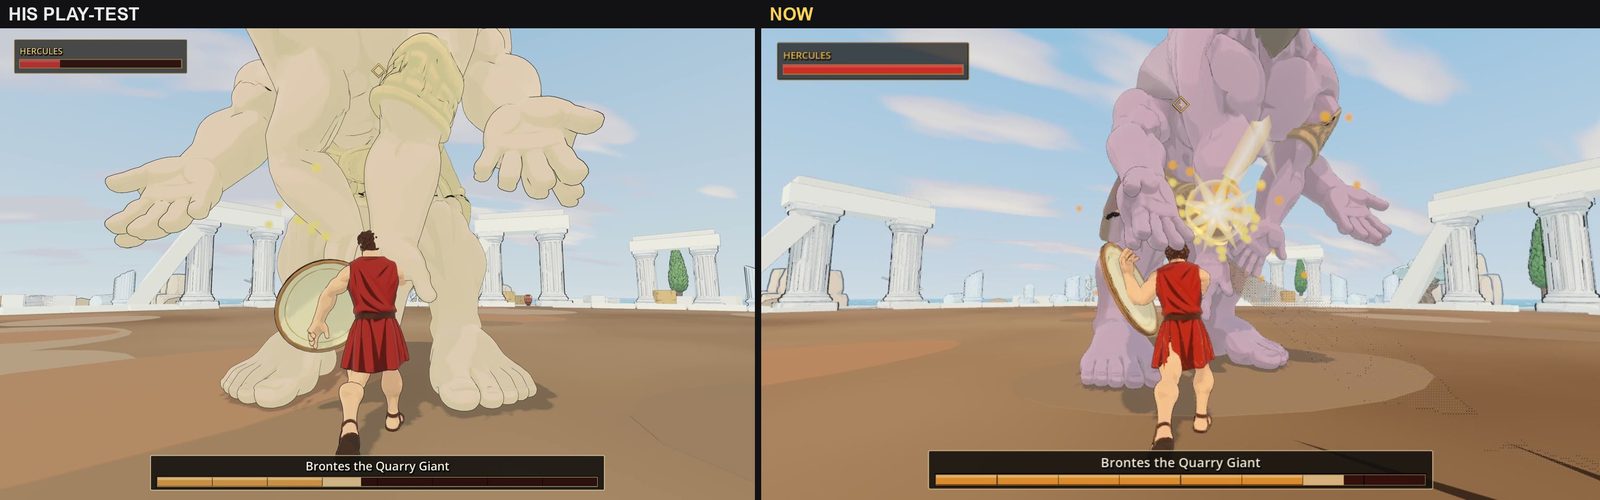 HIS PLAY-TEST
NOW
HERCULES
HERCULES
Brontes the Quarry Giant
Brontes the Quarry Giant